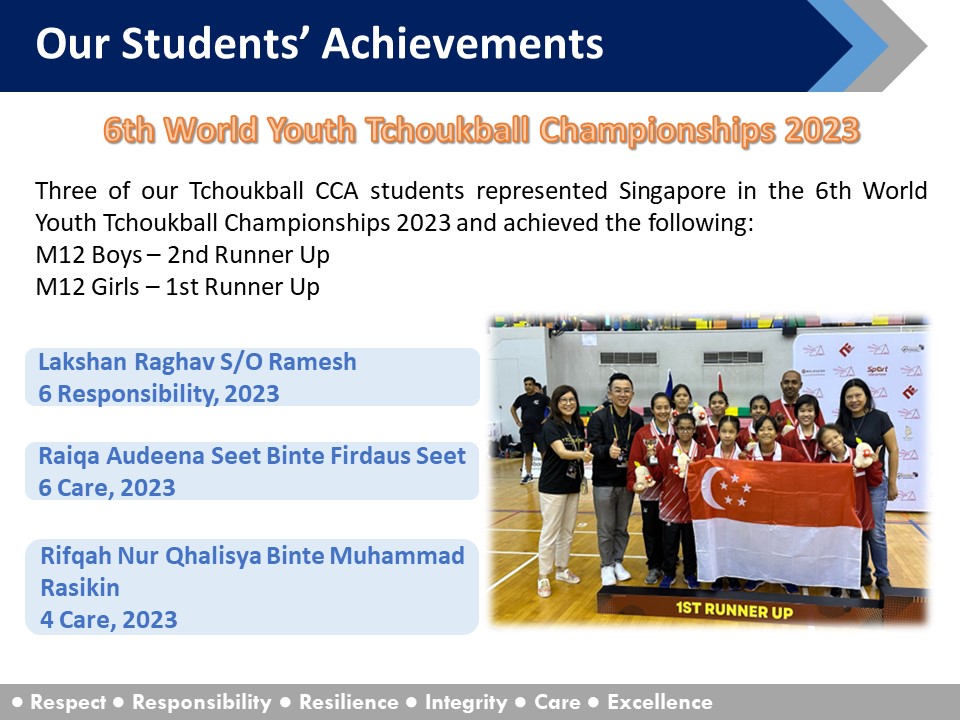 Our Students’ Achievements
6th World Youth Tchoukball Championships 2023
Three of our Tchoukball CCA students represented Singapore in the 6th World
Youth Tchoukball Championships 2023 and achieved the following:
M12 Boys – 2nd Runner Up
M12 Girls – 1st Runner Up
Lakshan Raghav S/O Ramesh
6 Responsibility, 2023
Raiqa Audeena Seet Binte Firdaus Seet
6 Care, 2023
Rifqah Nur Qhalisya Binte Muhammad
Rasikin
4 Care, 2023
Sport
1ST RUNNER UP
● Respect ● Responsibility ● Resilience ● Integrity ● Care ● Excellence